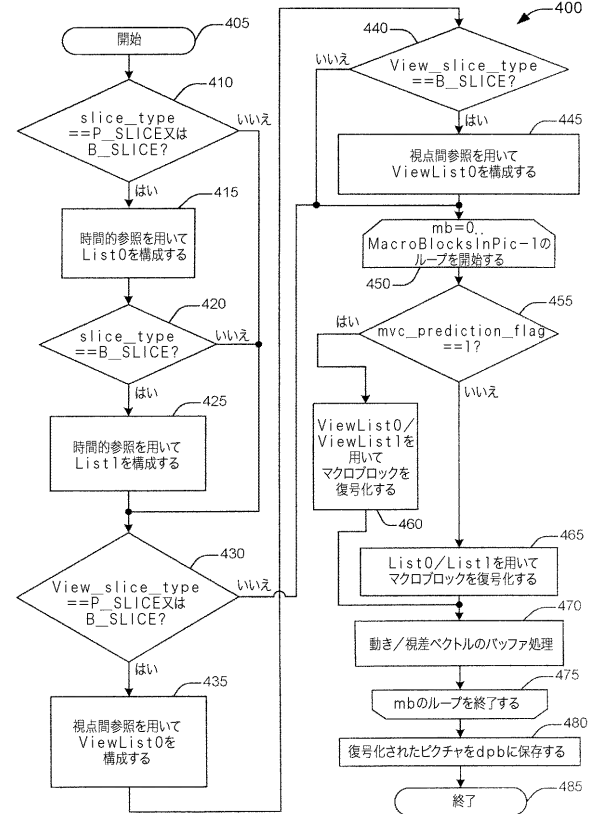 400
開始
405
slice_type
==P_SLICE又は
B_SLICE?
410
いいえ
はい
時間的参照を用いて
List0を構成する
415
slice_type
==B_SLICE?
420
いいえ
はい
時間的参照を用いて
List1を構成する
425
View_slice_type
==P_SLICE又は
B_SLICE?
430
いいえ
はい
視点間参照を用いて
ViewList0を
構成する
435
View_slice_type
==B_SLICE?
440
いいえ
はい
視点間参照を用いて
ViewList0を構成する
445
mb=0..
MacroBlocksInPic-1の
ループを開始する
450
mvc_prediction_flag
==1?
455
はい
いいえ
ViewList0/
ViewList1を
用いて
マクロブロックを
復号化する
460
List0/List1を用いて
マクロブロックを復号化する
465
動き/視差ベクトルのバッファ処理
470
mbのループを終了する
475
復号化されたピクチャをdpbに保存する
480
終了
485